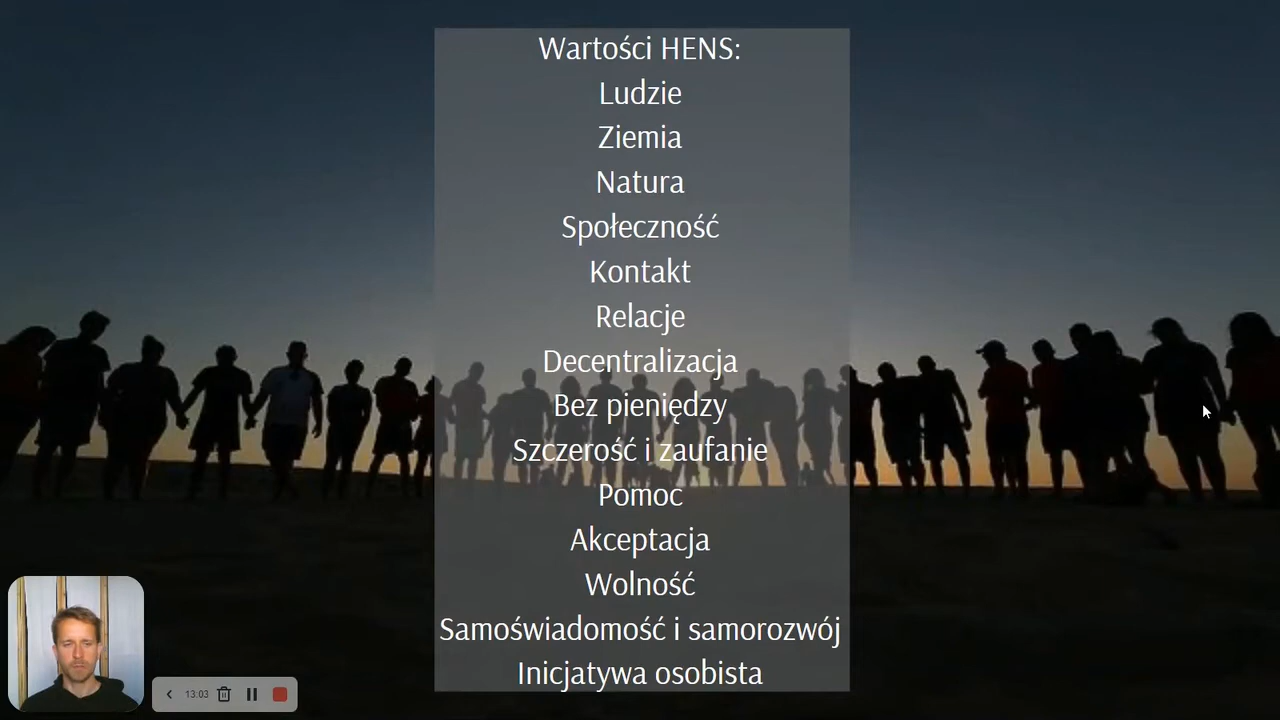 Wartości HENS:
Ludzie
Ziemia
Natura
Społeczność
Kontakt
Relacje
Decentralizacja
Bez pieniędzy
Szczerość i zaufanie
Pomoc
Akceptacja
Wolność
Samoświadomość i samorozwój
Inicjatywa osobista
13:03